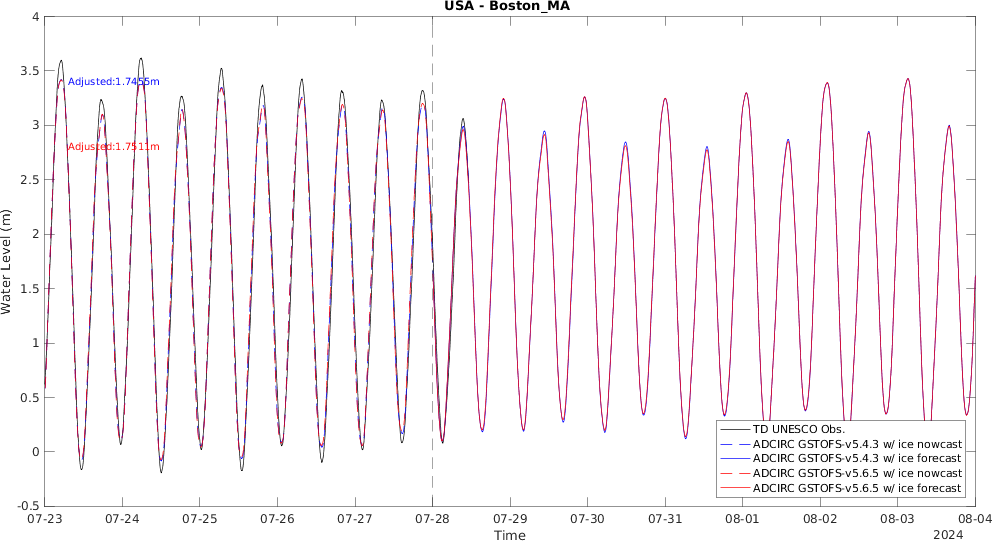 USA - Boston_MA
4
3.5
3
2.5
2
1.5
1
0.5
0
-0.5
Water Level (m)
Adjusted:1.7455m
Adjusted:1.7511m
TD UNESCO Obs.
ADCIRC GSTOFS-v5.4.3 w/ ice nowcast
ADCIRC GSTOFS-v5.4.3 w/ ice forecast
ADCIRC GSTOFS-v5.6.5 w/ ice nowcast
ADCIRC GSTOFS-v5.6.5 w/ ice forecast
07-23 07-24 07-25 07-26 07-27 07-28 07-29 07-30 07-31 08-01 08-02 08-03 08-04
Time
2024